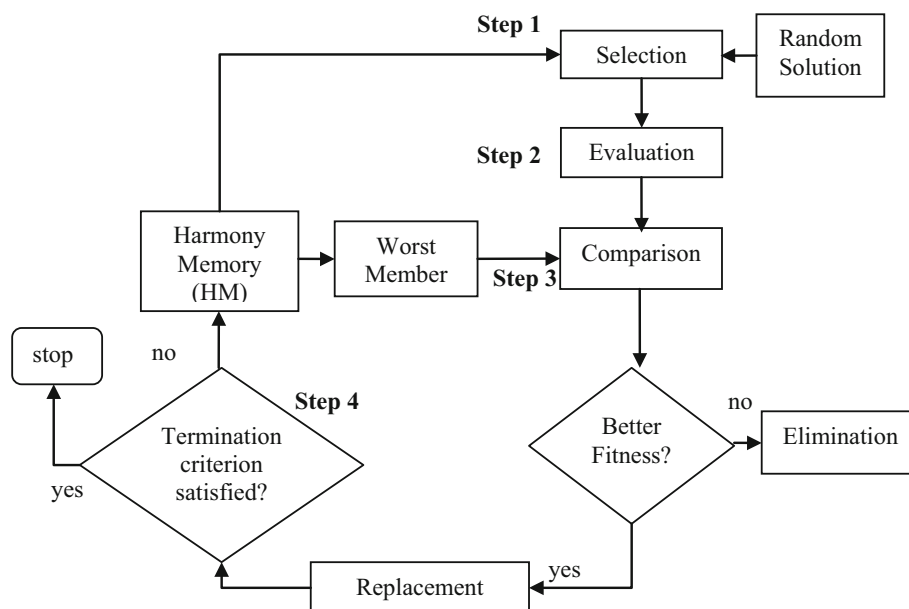 Step 1
Selection
Random
Solution
Step 2
Evaluation
Harmony
Memory
(HM)
Worst
Member
Step 3
Comparison
stop
no
Step 4
Termination
criterion
satisfied?
yes
Better
Fitness?
no
Elimination
yes
Replacement